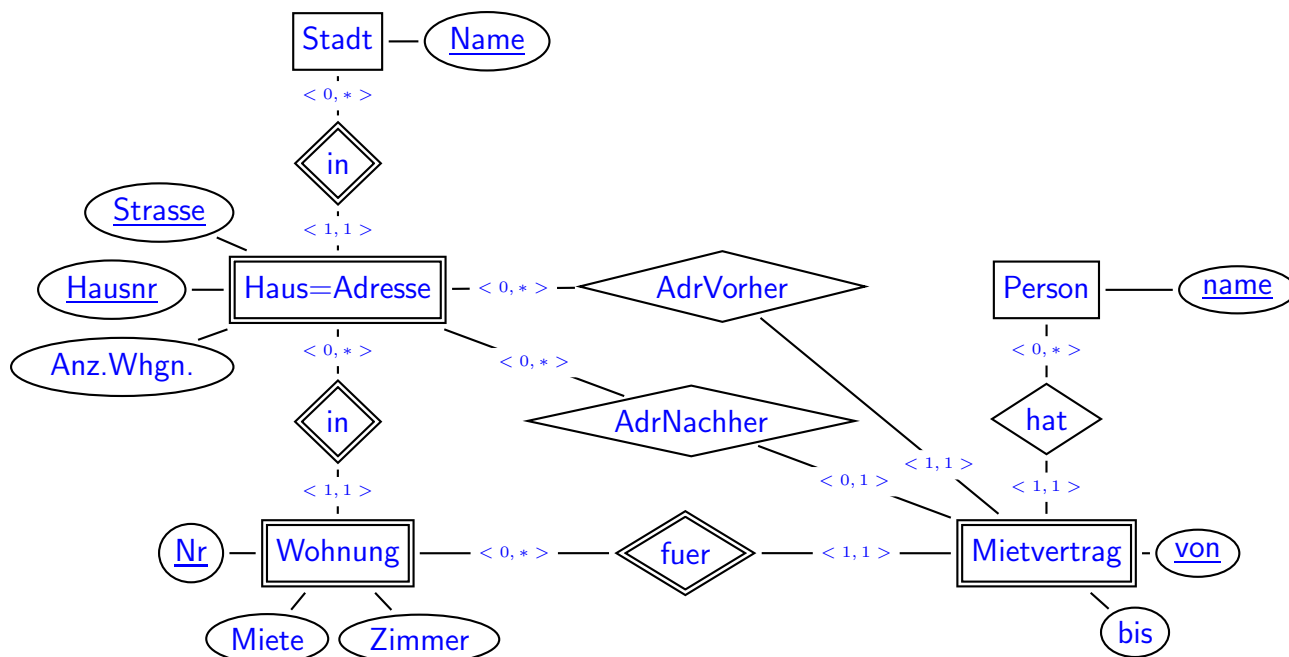 Stadt
Name
< 0, ∗ >
in
< 1, 1 >
Strasse
Hausnr
Haus=Adresse
Anz.Whgn.
< 0, ∗ >
AdrVorher
Person
name
< 0, ∗ >
< 0, ∗ >
< 0, ∗ >
in
AdrNachher
hat
< 1, 1 >
< 0, 1 >
< 1, 1 >
< 1, 1 >
Nr
Wohnung
< 0, ∗ >
fuer
< 1, 1 >
Mietvertrag
von
Miete
Zimmer
bis